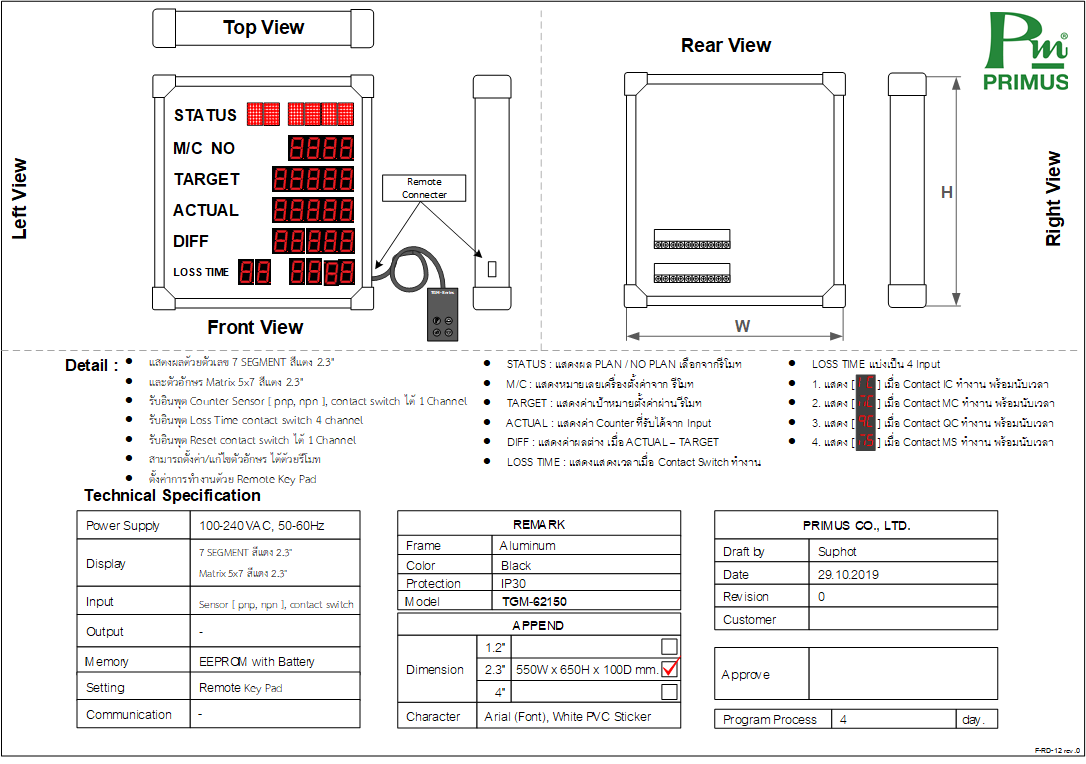 Top View
Rear View
Pm®
PRIMUS
STATUS
M/C NO
TARGET
ACTUAL
DIFF
LOSS TIME
Remote
Connecter
Left View
Right View
H
W
Front View
Detail :
• แสดงผลด้วยตัวเลข 7 SEGMENT สีแดง 2.3"
• และตัวอักษร Matrix 5x7 สีแดง 2.3"
• รับอินพุต Counter Sensor [ pnp, npn ], contact switch ได้ 1 Channel
• รับอินพุต Loss Time contact switch 4 channel
• รับอินพุต Reset contact switch ได้ 1 Channel
• สามารถตั้งค่า/แก้ไขตัวอักษร ได้ด้วยรีโมท
• ตั้งค่าการทำงานด้วย Remote Key Pad
• STATUS : แสดงผล PLAN / NO PLAN เลือกจากรีโมท
• M/C : แสดงหมายเลยเครื่องตั้งค่าจาก รีโมท
• TARGET : แสดงค่าเป้าหมายตั้งค่าผ่านรีโมท
• ACTUAL : แสดงค่า Counter ที่รับได้จาก Input
• DIFF : แสดงค่าผลต่าง เมื่อ ACTUAL – TARGET
• LOSS TIME : แสดงแสดงเวลาเมื่อ Contact Switch ทำงาน
• LOSS TIME แบ่งเป็น 4 Input
• 1. แสดง [ ] เมื่อ Contact IC ทำงาน พร้อมนับเวลา
• 2. แสดง [ ] เมื่อ Contact MC ทำงาน พร้อมนับเวลา
• 3. แสดง [ ] เมื่อ Contact QC ทำงาน พร้อมนับเวลา
• 4. แสดง [ ] เมื่อ Contact MS ทำงาน พร้อมนับเวลา
Technical Specification
Power Supply 100-240 VAC, 50-60Hz
Display 7 SEGMENT สีแดง 2.3"
Matrix 5x7 สีแดง 2.3"
Input Sensor [ pnp, npn ], contact switch
Output -
Memory EEPROM with Battery
Setting Remote Key Pad
Communication -
REMARK
Frame Aluminum
Color Black
Protection IP30
Model TGM-62150
APPEND
Dimension
1.2"
2.3" 550W x 650H x 100D mm.
4"
Character Arial (Font), White PVC Sticker
PRIMUS CO., LTD.
Draft by Suphot
Date 29.10.2019
Revision 0
Customer
Approve
Program Process 4 day.
F-RD-12 rev .0